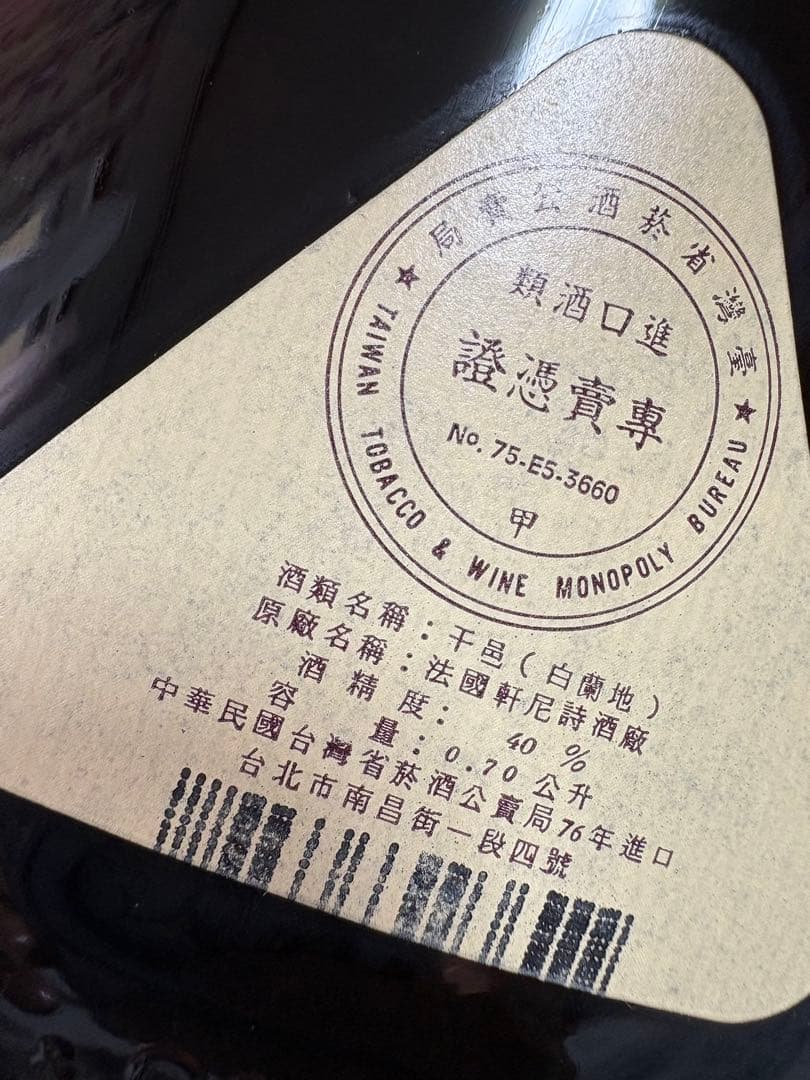 臺灣省菸酒公賣局
進口酒類
專賣憑證
No. 75-E5-3660
甲
★ TAIWAN TOBACCO & WINE MONOPOLY BUREAU ★
酒類名稱：干邑（白蘭地）
原廠名稱：法國軒尼詩酒廠
酒精度：40 %
容量：0.70 公升
中華民國台灣省菸酒公賣局76年進口
台北市南昌街一段四號